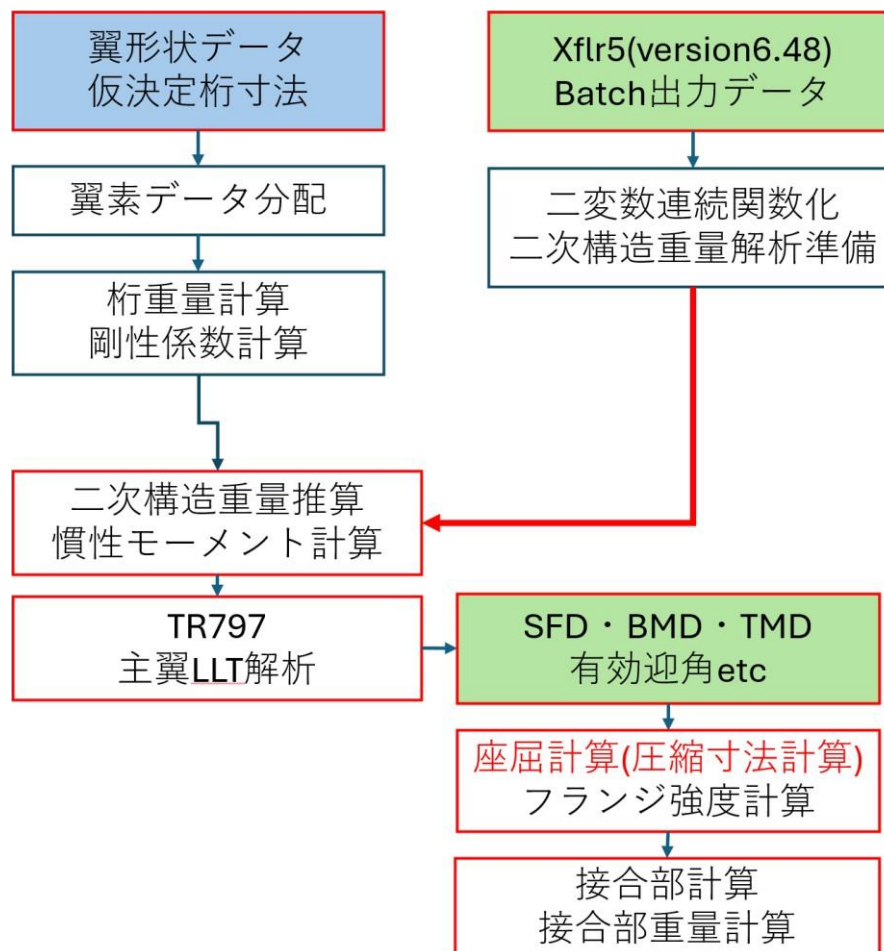 翼形状データ
仮決定桁寸法
Xflr5(version6.48)
Batch出力データ
翼素データ分配
二変数連続関数化
二次構造重量解析準備
桁重量計算
剛性係数計算
二次構造重量推算
慣性モーメント計算
TR797
主翼LLT解析
SFD・BMD・TMD
有効迎角etc
座屈計算(圧縮寸法計算)
フランジ強度計算
接合部計算
接合部重量計算